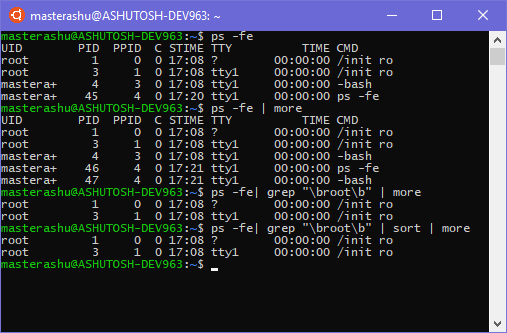 masterashu@ASHUTOSH-DEV963: ~
masterashu@ASHUTOSH-DEV963:~$ ps -fe
UID        PID  PPID  C STIME TTY          TIME CMD
root         1     0  0 17:08 ?        00:00:00 /init ro
root         3     1  0 17:08 tty1     00:00:00 /init ro
mastera+     4     3  0 17:08 tty1     00:00:00 -bash
mastera+    45     4  0 17:20 tty1     00:00:00 ps -fe
masterashu@ASHUTOSH-DEV963:~$ ps -fe | more
UID        PID  PPID  C STIME TTY          TIME CMD
root         1     0  0 17:08 ?        00:00:00 /init ro
root         3     1  0 17:08 tty1     00:00:00 /init ro
mastera+     4     3  0 17:08 tty1     00:00:00 -bash
mastera+    46     4  0 17:21 tty1     00:00:00 ps -fe
mastera+    47     4  0 17:21 tty1     00:00:00 -bash
masterashu@ASHUTOSH-DEV963:~$ ps -fe| grep "\broot\b" | more
root         1     0  0 17:08 ?        00:00:00 /init ro
root         3     1  0 17:08 tty1     00:00:00 /init ro
masterashu@ASHUTOSH-DEV963:~$ ps -fe| grep "\broot\b" | sort | more
root         1     0  0 17:08 ?        00:00:00 /init ro
root         3     1  0 17:08 tty1     00:00:00 /init ro
masterashu@ASHUTOSH-DEV963:~$